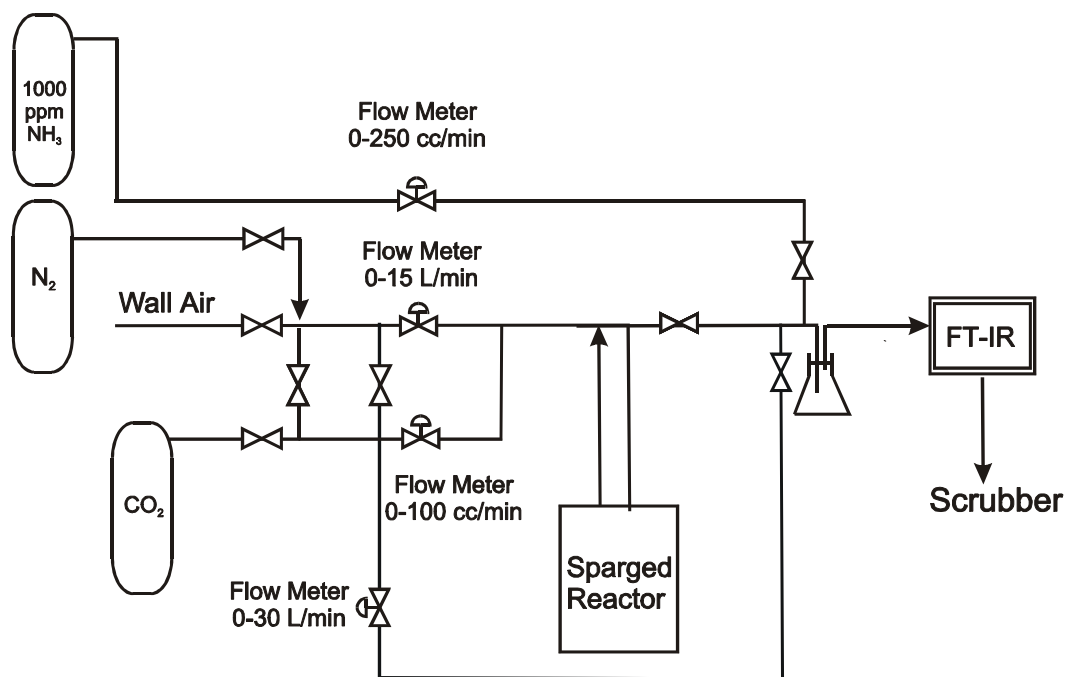 1000
ppm
NH₃
Flow Meter
0-250 cc/min
N₂
Flow Meter
0-15 L/min
Wall Air
FT-IR
CO₂
Flow Meter
0-100 cc/min
Scrubber
Sparged
Reactor
Flow Meter
0-30 L/min